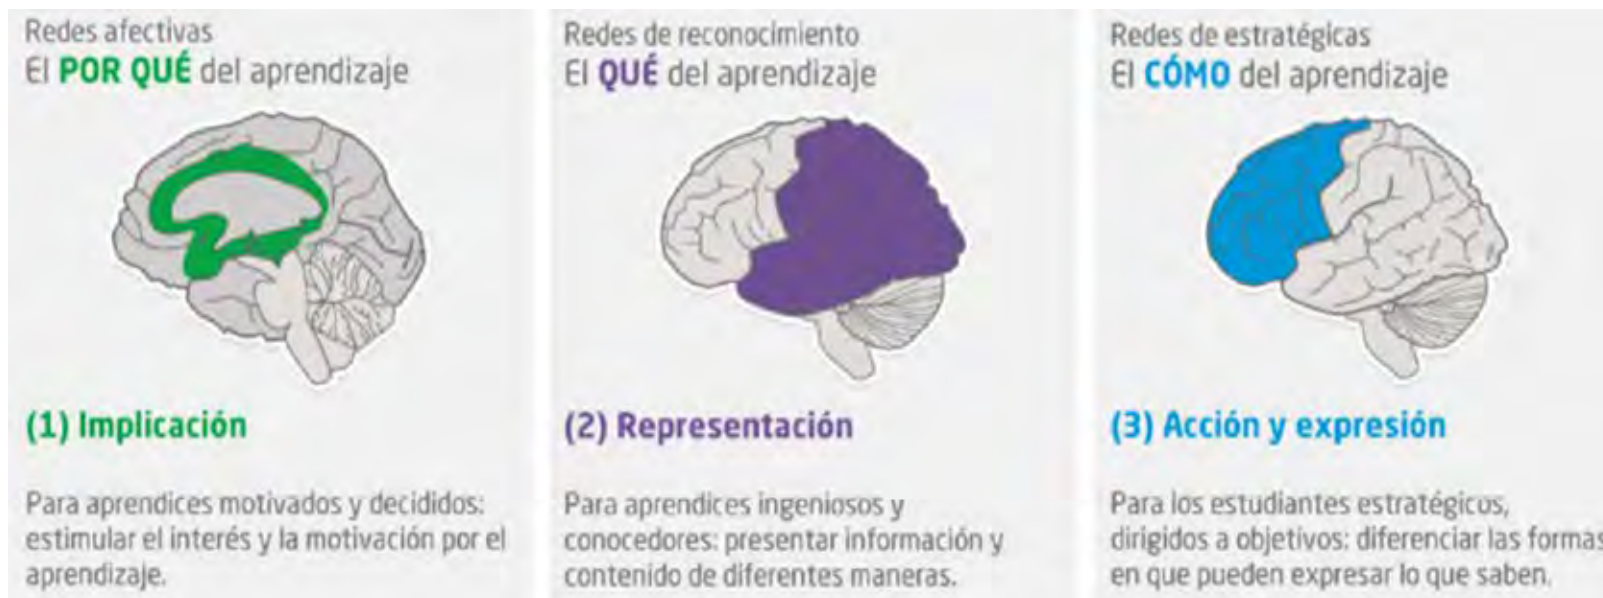 Redes afectivas
El POR QUÉ del aprendizaje
(1) Implicación
Para aprendices motivados y decididos:
estimular el interés y la motivación por el
aprendizaje.
Redes de reconocimiento
El QUÉ del aprendizaje
(2) Representación
Para aprendices ingeniosos y
conocedores: presentar información y
contenido de diferentes maneras.
Redes de estratégicas
El CÓMO del aprendizaje
(3) Acción y expresión
Para los estudiantes estratégicos,
dirigidos a objetivos: diferenciar las formas
en que pueden expresar lo que saben.